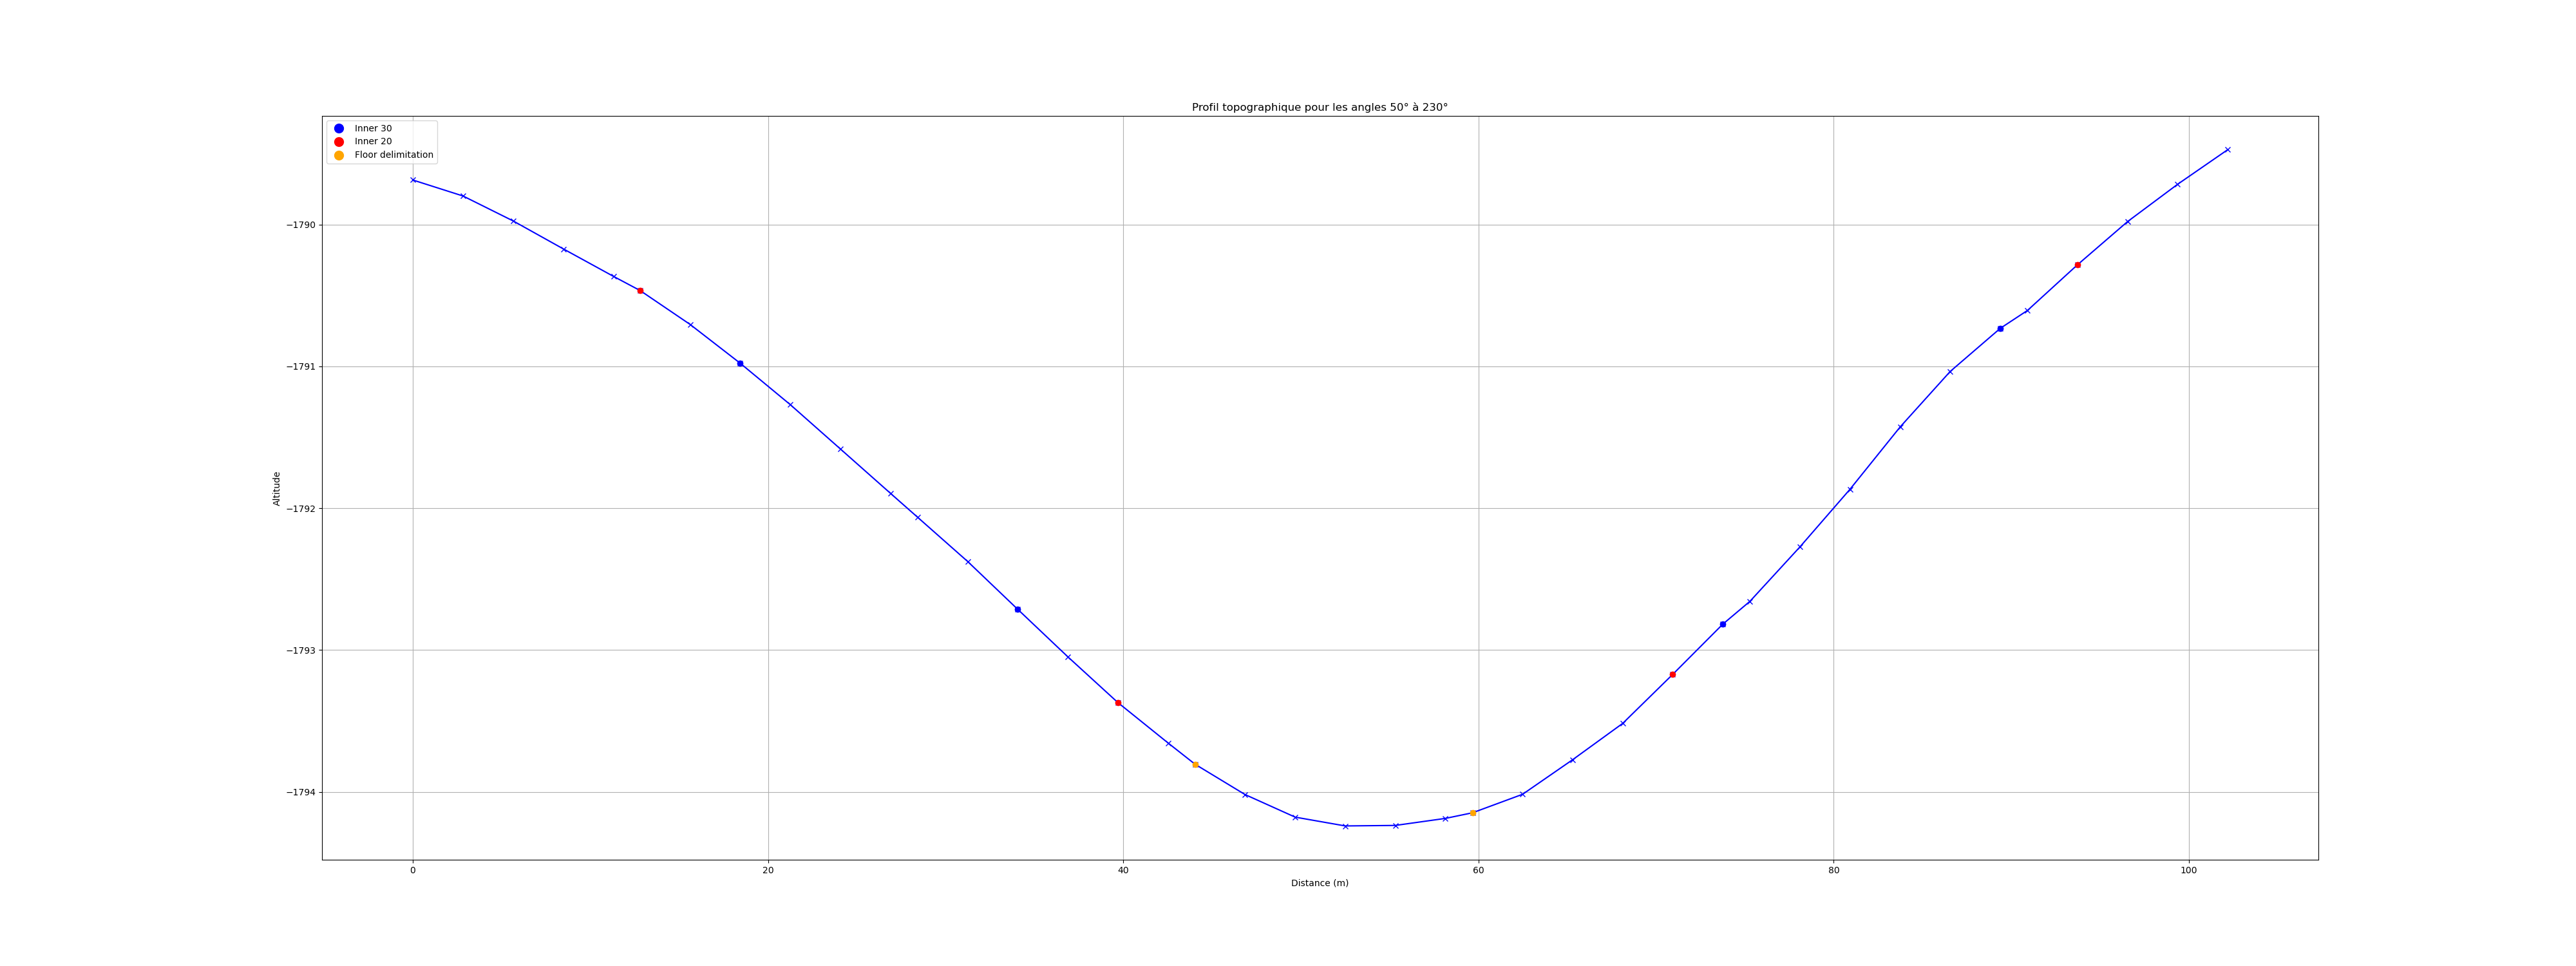 Profil topographique pour les angles 50° à 230°
Inner 30
Inner 20
Floor delimitation
−1790
−1791
−1792
−1793
−1794
Altitude
0 20 40 60 80 100
Distance (m)